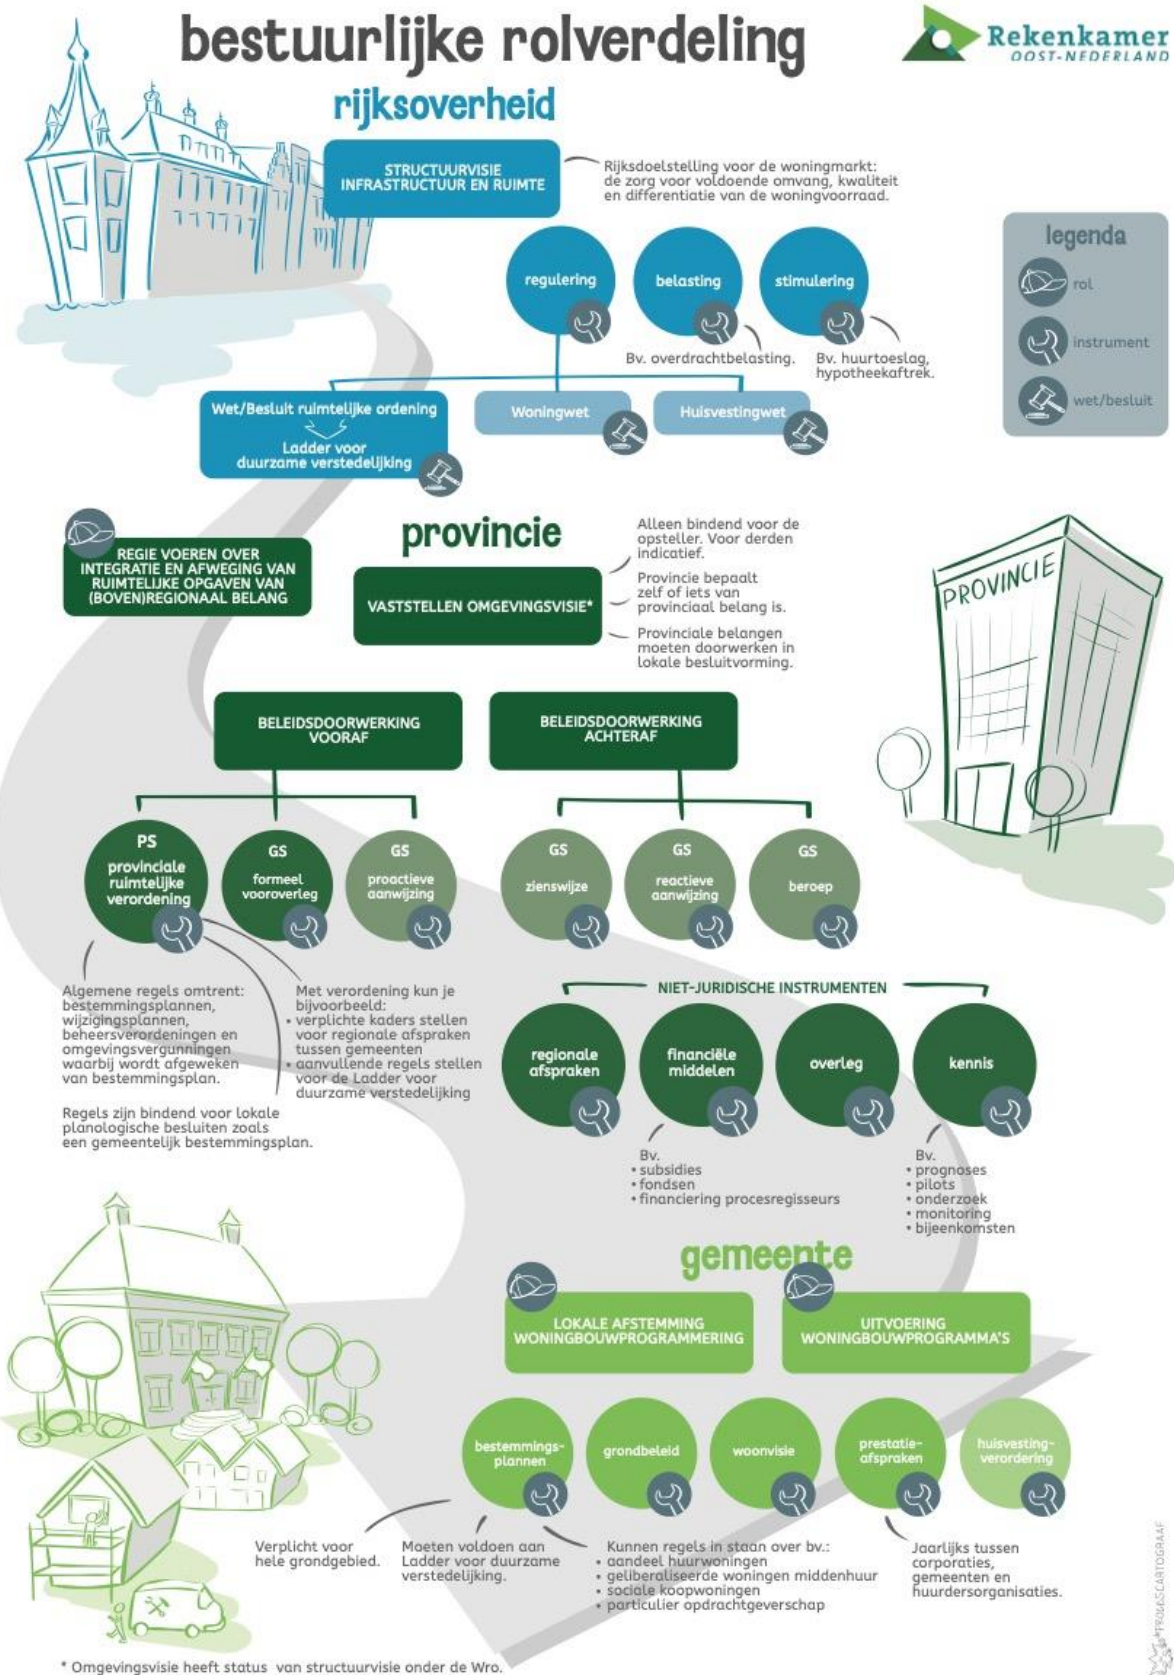 bestuurlijke rolverdeling
Rekenkamer
OOST-NEDERLAND
rijksoverheid
STRUCTUURVISIE
INFRASTRUCTUUR EN RUIMTE
Rijksdoelstelling voor de woningmarkt:
de zorg voor voldoende omvang, kwaliteit
en differentiatie van de woningvoorraad.
legenda
rol
instrument
wet/besluit
regulering
belasting
stimulering
Bv. overdrachtbelasting.
Bv. huurtoeslag,
hypotheekaftrek.
Wet/Besluit ruimtelijke ordening
Ladder voor
duurzame verstedelijking
Woningwet
Huisvestingwet
provincie
REGIE VOEREN OVER
INTEGRATIE EN AFWEGING VAN
RUIMTELIJKE OPGAVEN VAN
(BOVEN)REGIONAAL BELANG
VASTSTELLEN OMGEVINGSVISIE*
Alleen bindend voor de
opsteller. Voor derden
indicatief.
Provincie bepaalt
zelf of iets van
provinciaal belang is.
Provinciale belangen
moeten doorwerken in
lokale besluitvorming.
PROVINCIE
BELEIDSDOORWERKING
VOORAF
BELEIDSDOORWERKING
ACHTERAF
PS
provinciale
ruimtelijke
verordening
GS
formeel
vooroverleg
GS
proactieve
aanwijzing
GS
zienswijze
GS
reactieve
aanwijzing
GS
beroep
Algemene regels omtrent:
bestemmingsplannen,
wijzigingsplannen,
beheersverordeningen en
omgevingsvergunningen
waarbij wordt afgeweken
van bestemmingsplan.
Regels zijn bindend voor lokale
planologische besluiten zoals
een gemeentelijk bestemmingsplan.
Met verordening kun je
bijvoorbeeld:
• verplichte kaders stellen
voor regionale afspraken
tussen gemeenten
• aanvullende regels stellen
voor de Ladder voor
duurzame verstedelijking
NIET-JURIDISCHE INSTRUMENTEN
regionale
afspraken
financiële
middelen
overleg
kennis
Bv.
• subsidies
• fondsen
• financiering procesregisseurs
Bv.
• prognoses
• pilots
• onderzoek
• monitoring
• bijeenkomsten
gemeente
LOKALE AFSTEMMING
WONINGBOUWPROGRAMMERING
UITVOERING
WONINGBOUWPROGRAMMA'S
bestemmings-
plannen
grondbeleid
woonvisie
prestatie-
afspraken
huisvesting-
verordening
Verplicht voor
hele grondgebied.
Moeten voldoen aan
Ladder voor duurzame
verstedelijking.
Kunnen regels in staan over bv.:
• aandeel huurwoningen
• geliberaliseerde woningen middenhuur
• sociale koopwoningen
• particulier opdrachtgeverschap
Jaarlijks tussen
corporaties,
gemeenten en
huurdersorganisaties.
* Omgevingsvisie heeft status van structuurvisie onder de Wro.